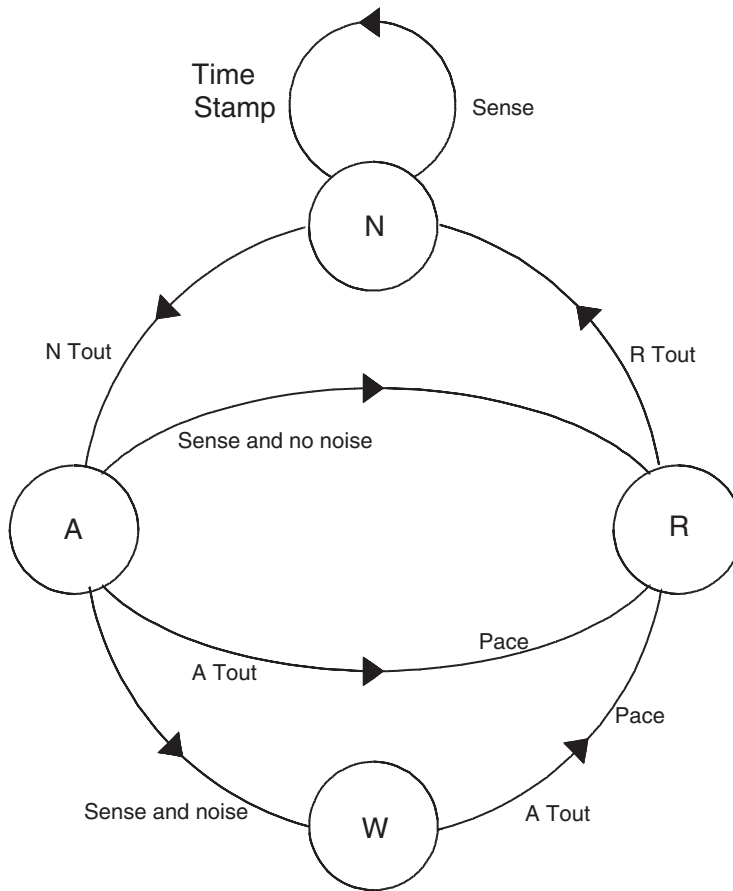 Time
Stamp
Sense
N
N Tout
R Tout
Sense and no noise
A
R
Pace
A Tout
Pace
Sense and noise
W
A Tout